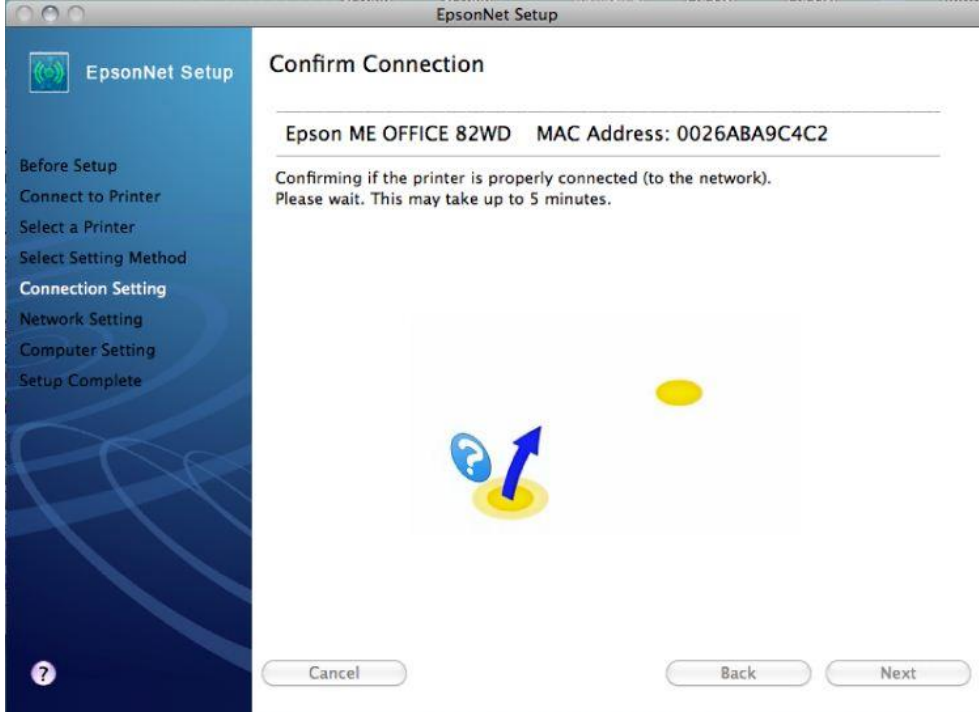 EpsonNet Setup
EpsonNet Setup
Confirm Connection
Epson ME OFFICE 82WD MAC Address: 0026ABA9C4C2
Confirming if the printer is properly connected (to the network).
Please wait. This may take up to 5 minutes.
Before Setup
Connect to Printer
Select a Printer
Select Setting Method
Connection Setting
Network Setting
Computer Setting
Setup Complete
?
?
Cancel
Back
Next